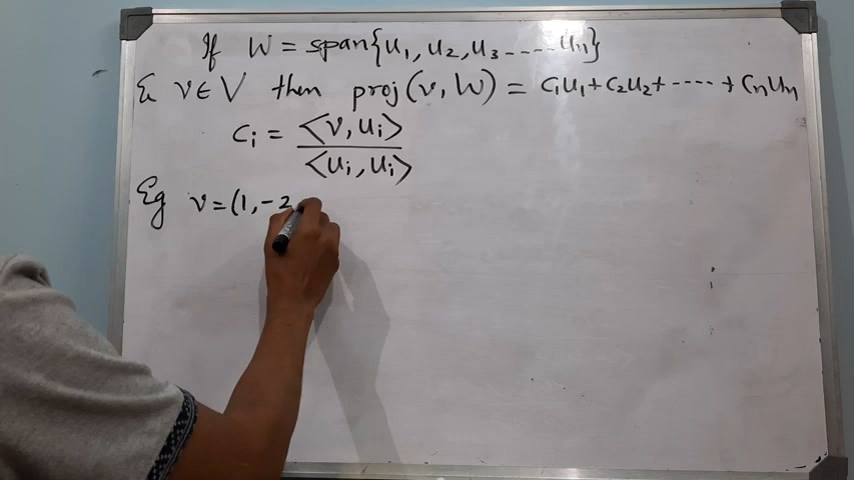 If W = span{u1, u2, u3 ..... un}
& v∈V then proj(v, W) = c1u1+c2u2+-----+cnun
ci = <v, ui> / <ui, ui>
Eg v=(1,-2,